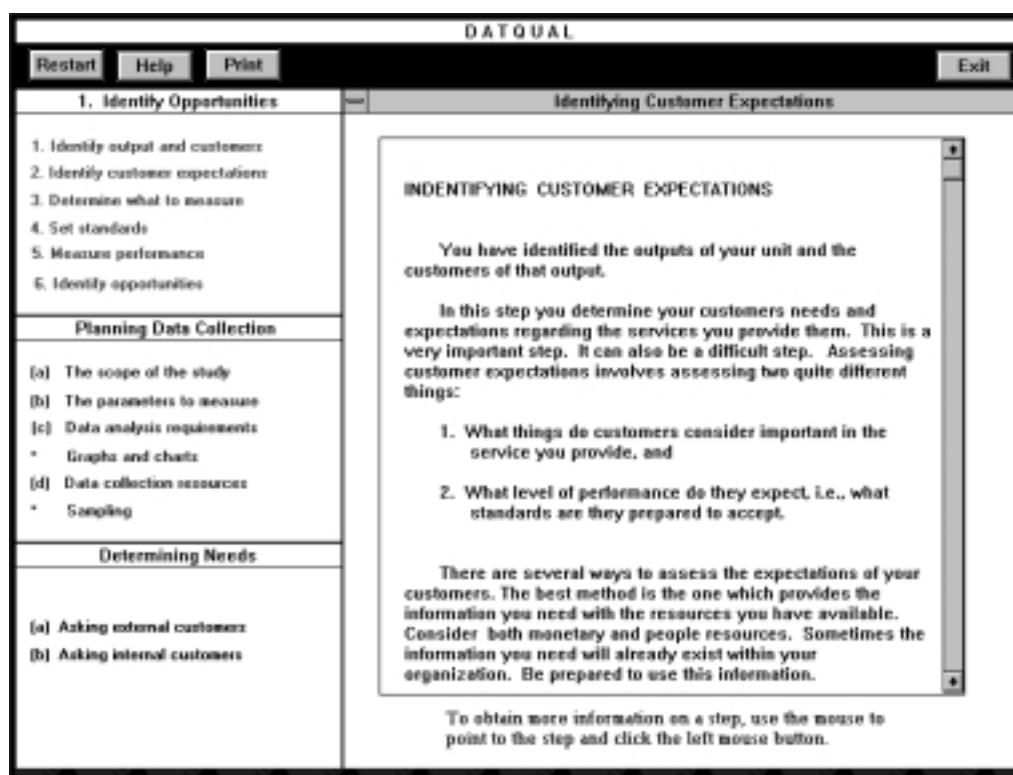 DATQUAL
Restart Help Print Exit
1. Identify Opportunities
1. Identify output and customers
2. Identify customer expectations
3. Determine what to measure
4. Set standards
5. Measure performance
6. Identify opportunities
Planning Data Collection
(a) The scope of the study
(b) The parameters to measure
(c) Data analysis requirements
* Graphs and charts
(d) Data collection resources
* Sampling
Determining Needs
(a) Asking external customers
(b) Asking internal customers
Identifying Customer Expectations
INDENTIFYING CUSTOMER EXPECTATIONS
You have identified the outputs of your unit and the
customers of that output.
In this step you determine your customers needs and
expectations regarding the services you provide them. This is a
very important step. It can also be a difficult step. Assessing
customer expectations involves assessing two quite different
things:
1. What things do customers consider important in the
service you provide, and
2. What level of performance do they expect, i.e., what
standards are they prepared to accept.
There are several ways to assess the expectations of your
customers. The best method is the one which provides the
information you need with the resources you have available.
Consider both monetary and people resources. Sometimes the
information you need will already exist within your
organization. Be prepared to use this information.
To obtain more information on a step, use the mouse to
point to the step and click the left mouse button.